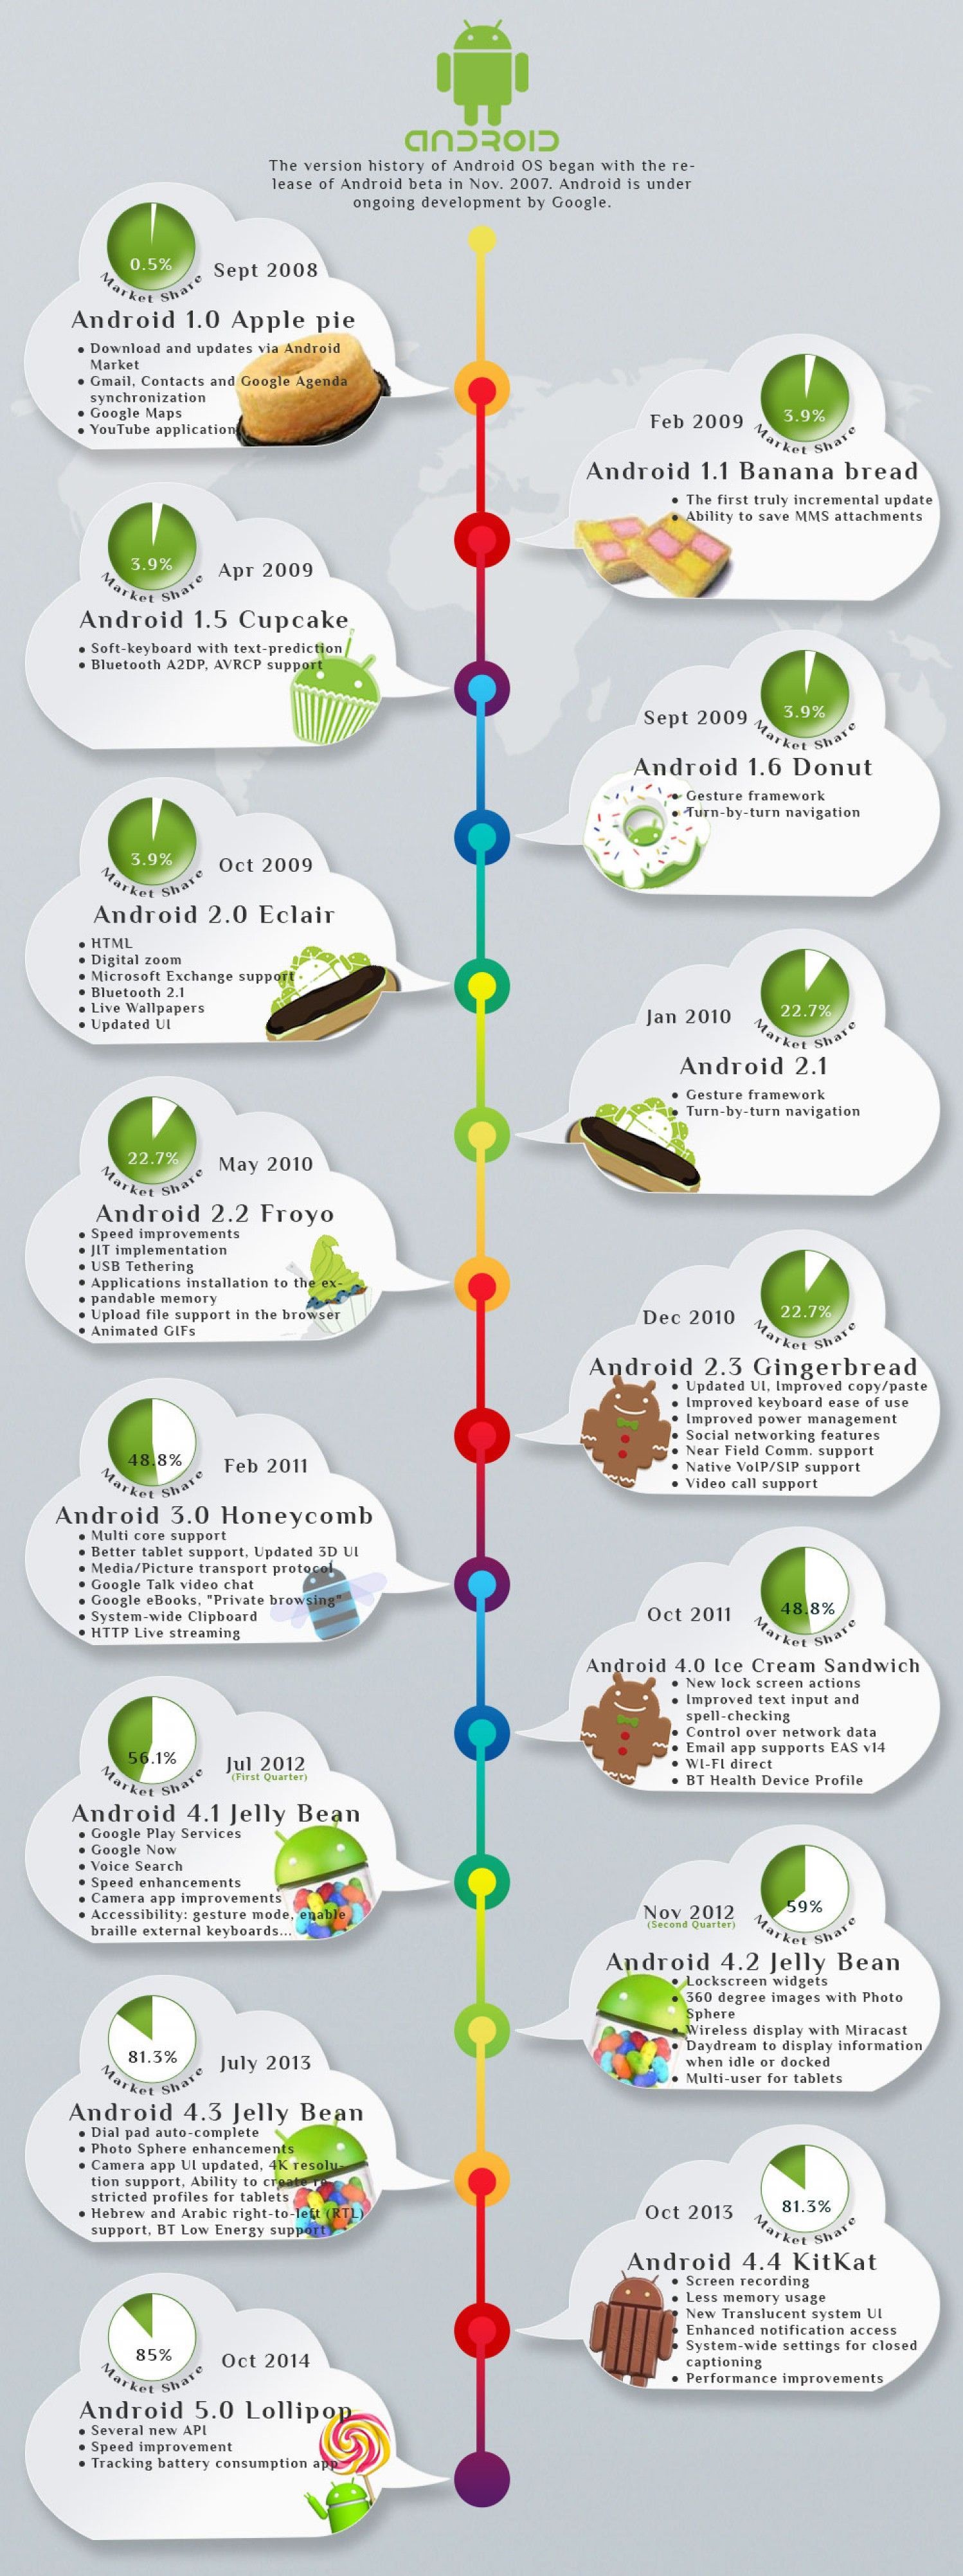 ANDROID
The version history of Android OS began with the re-
lease of Android beta in Nov. 2007. Android is under
ongoing development by Google.
0.5%
Market Share
Sept 2008
Android 1.0 Apple pie
• Download and updates via Android
Market
• Gmail, Contacts and Google Agenda
synchronization
• Google Maps
• YouTube application
3.9%
Market Share
Feb 2009
Android 1.1 Banana bread
• The first truly incremental update
• Ability to save MMS attachments
3.9%
Market Share
Apr 2009
Android 1.5 Cupcake
• Soft-keyboard with text-prediction
• Bluetooth A2DP, AVRCP support
3.9%
Market Share
Sept 2009
Android 1.6 Donut
• Gesture framework
• Turn-by-turn navigation
3.9%
Market Share
Oct 2009
Android 2.0 Eclair
• HTML
• Digital zoom
• Microsoft Exchange support
• Bluetooth 2.1
• Live Wallpapers
• Updated UI
22.7%
Market Share
Jan 2010
Android 2.1
• Gesture framework
• Turn-by-turn navigation
22.7%
Market Share
May 2010
Android 2.2 Froyo
• Speed improvements
• JIT implementation
• USB Tethering
• Applications installation to the ex-
• pandable memory
• Upload file support in the browser
• Animated GIFs
22.7%
Market Share
Dec 2010
Android 2.3 Gingerbread
• Updated UI, Improved copy/paste
• Improved keyboard ease of use
• Improved power management
• Social networking features
• Near Field Comm. support
• Native VoIP/SIP support
• Video call support
48.8%
Market Share
Feb 2011
Android 3.0 Honeycomb
• Multi core support
• Better tablet support, Updated 3D UI
• Media/Picture transport protocol
• Google Talk video chat
• Google eBooks, "Private browsing"
• System-wide Clipboard
• HTTP Live streaming
48.8%
Market Share
Oct 2011
Android 4.0 Ice Cream Sandwich
• New lock screen actions
• Improved text input and
spell-checking
• Control over network data
• Email app supports EAS v14
• WI-FI direct
• BT Health Device Profile
56.1%
Market Share
Jul 2012
(First Quarter)
Android 4.1 Jelly Bean
• Google Play Services
• Google Now
• Voice Search
• Speed enhancements
• Camera app improvements
• Accessibility: gesture mode, enable
braille external keyboards...
59%
Market Share
Nov 2012
(Second Quarter)
Android 4.2 Jelly Bean
• Lockscreen widgets
• 360 degree images with Photo
Sphere
• Wireless display with Miracast
• Daydream to display information
when idle or docked
• Multi-user for tablets
81.3%
Market Share
July 2013
Android 4.3 Jelly Bean
• Dial pad auto-complete
• Photo Sphere enhancements
• Camera app UI updated, 4K resolu-
tion support, Ability to create re-
stricted profiles for tablets
• Hebrew and Arabic right-to-left (RTL)
support, BT Low Energy support
81.3%
Market Share
Oct 2013
Android 4.4 KitKat
• Screen recording
• Less memory usage
• New Translucent system UI
• Enhanced notification access
• System-wide settings for closed
captioning
• Performance improvements
85%
Market Share
Oct 2014
Android 5.0 Lollipop
• Several new API
• Speed improvement
• Tracking battery consumption app